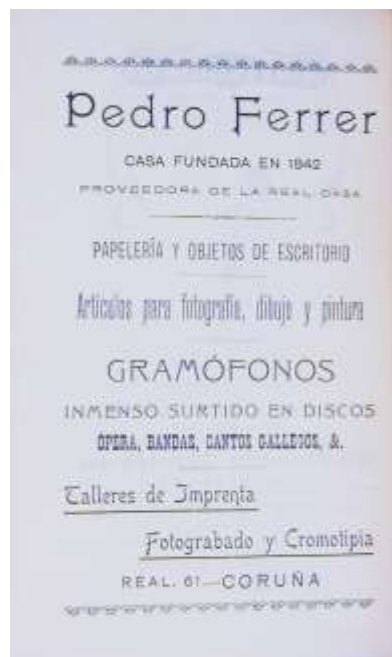 Pedro Ferrer
CASA FUNDADA EN 1842
PROVEEDORA DE LA REAL CASA
PAPELERÍA Y OBJETOS DE ESCRITORIO
Artículos para fotografía, dibujo y pintura
GRAMÓFONOS
INMENSO SURTIDO EN DISCOS
ÓPERA, BANDAS, CANTOS GALLEGOS, &.
Talleres de Imprenta
Fotograbado y Cromotipia
REAL, 61—CORUÑA